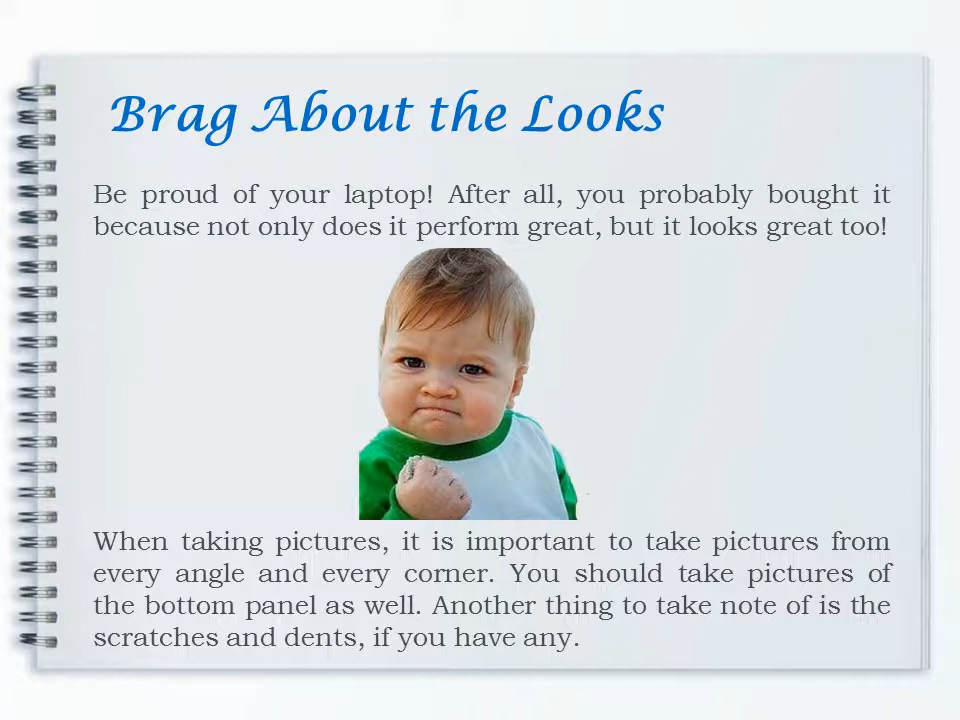 Brag About the Looks
Be proud of your laptop! After all, you probably bought it
because not only does it perform great, but it looks great too!
When taking pictures, it is important to take pictures from
every angle and every corner. You should take pictures of
the bottom panel as well. Another thing to take note of is the
scratches and dents, if you have any.